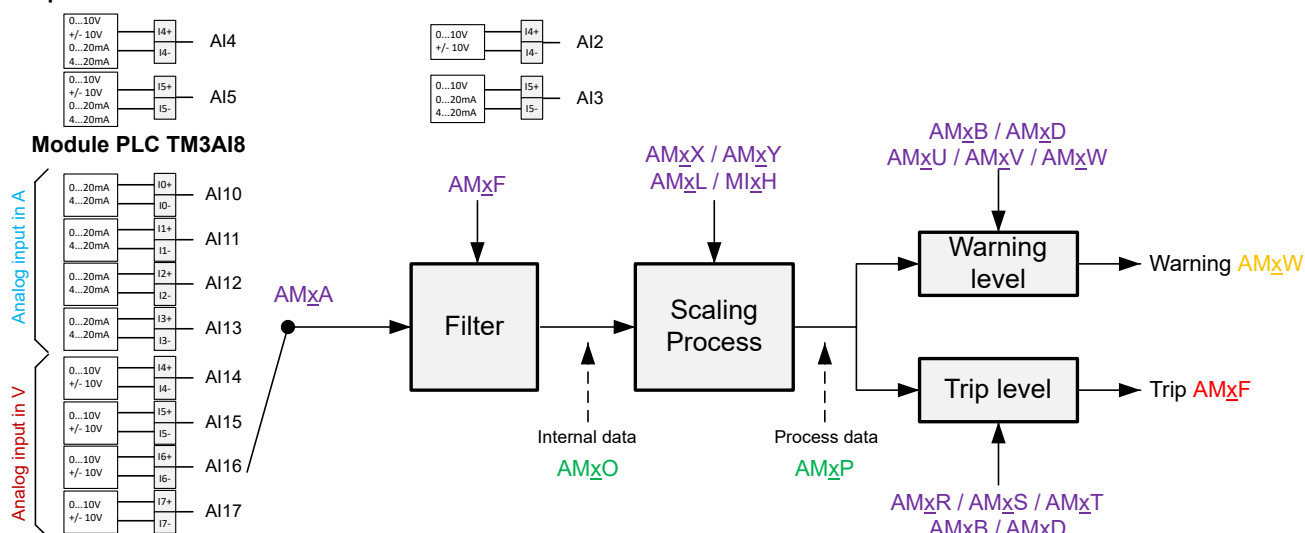 0...10V
+/- 10V
0...20mA
4...20mA
I4+
I4-
AI4
0...10V
+/- 10V
0...20mA
4...20mA
I5+
I5-
AI5
0...10V
+/- 10V
I4+
I4-
AI2
0...10V
0...20mA
4...20mA
I5+
I5-
AI3
Module PLC TM3AI8
Analog input in A
0...20mA
4...20mA
I0+
I0-
AI10
0...20mA
4...20mA
I1+
I1-
AI11
0...20mA
4...20mA
I2+
I2-
AI12
0...20mA
4...20mA
I3+
I3-
AI13
Analog input in V
0...10V
+/- 10V
I4+
I4-
AI14
0...10V
+/- 10V
I5+
I5-
AI15
0...10V
+/- 10V
I6+
I6-
AI16
0...10V
+/- 10V
I7+
I7-
AI17
AMxA
AMxF
Filter
Internal data
AMxO
AMxX / AMxY
AMxL / MIxH
Scaling
Process
Process data
AMxP
AMxB / AMxD
AMxU / AMxV / AMxW
Warning
level
Warning AMxW
Trip level
Trip AMxF
AMxR / AMxS / AMxT
AMxB / AMxD